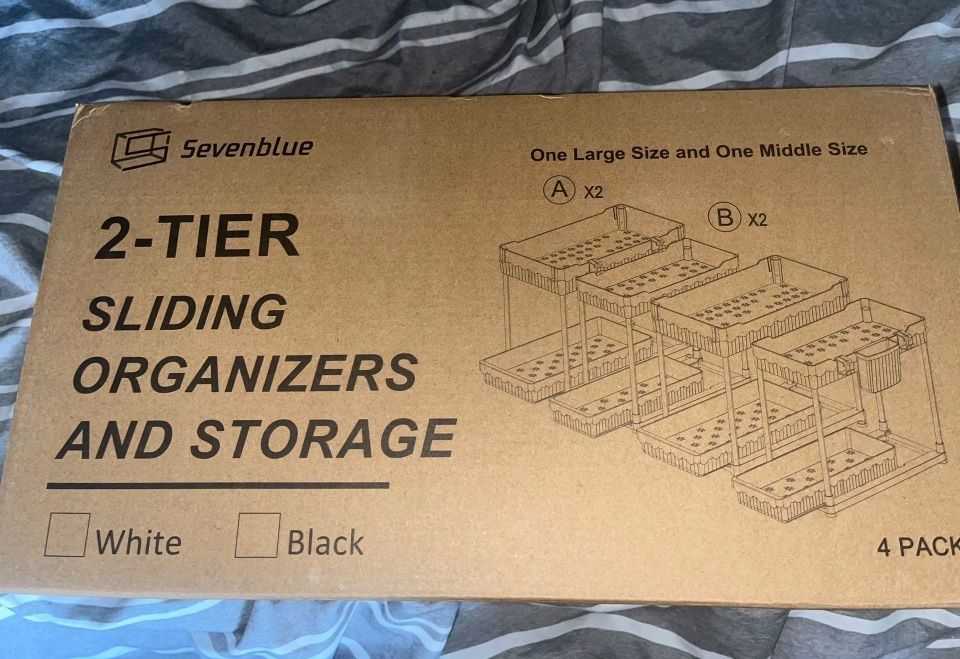 Sevenblue
One Large Size and One Middle Size
A X2
B X2
2-TIER
SLIDING
ORGANIZERS
AND STORAGE
White Black
4 PACK